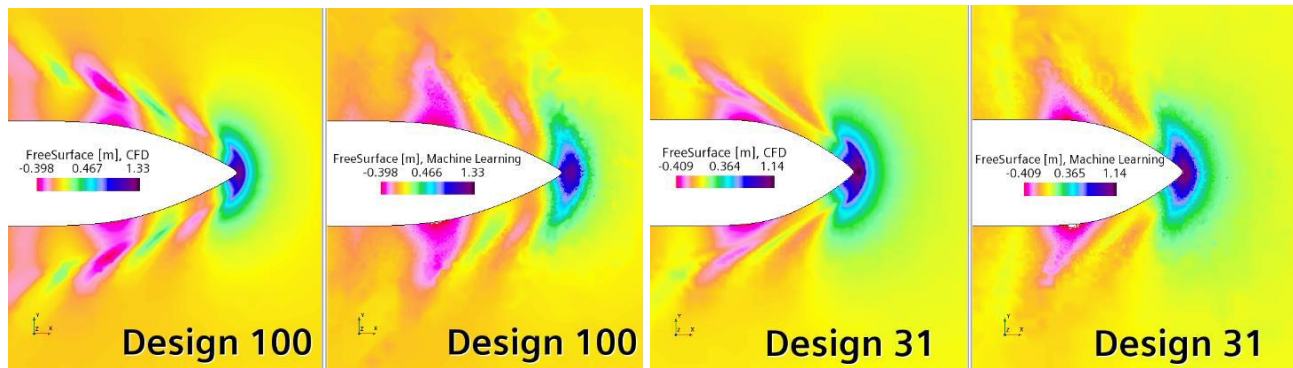 FreeSurface [m], CFD
-0.398 0.467 1.33
Design 100
FreeSurface [m], Machine Learning
-0.398 0.466 1.33
Design 100
FreeSurface [m], CFD
-0.409 0.364 1.14
Design 31
FreeSurface [m], Machine Learning
-0.409 0.365 1.14
Design 31